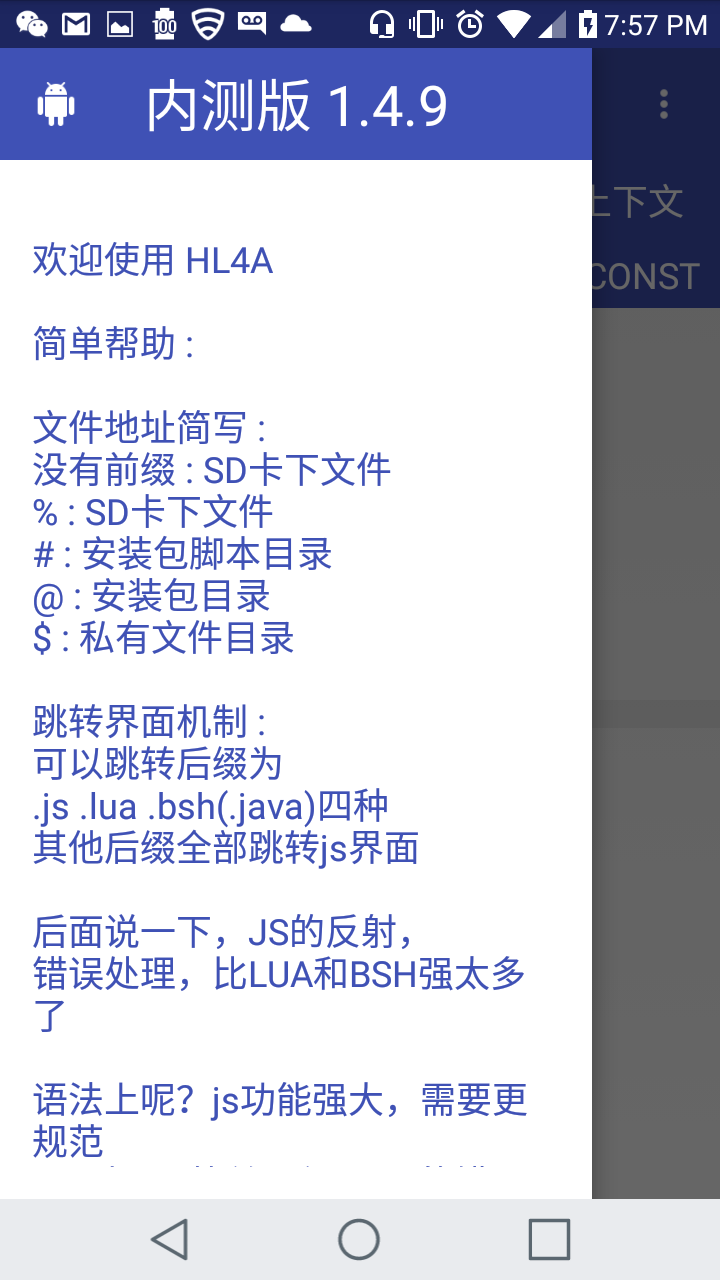 100
7:57 PM
内测版 1.4.9
上下文
CONST
欢迎使用 HL4A
简单帮助 :
文件地址简写 :
没有前缀 : SD卡下文件
% : SD卡下文件
# : 安装包脚本目录
@ : 安装包目录
$ : 私有文件目录
跳转界面机制 :
可以跳转后缀为
.js .lua .bsh(.java)四种
其他后缀全部跳转js界面
后面说一下，JS的反射，
错误处理，比LUA和BSH强太多
了
语法上呢？js功能强大，需要更
规范